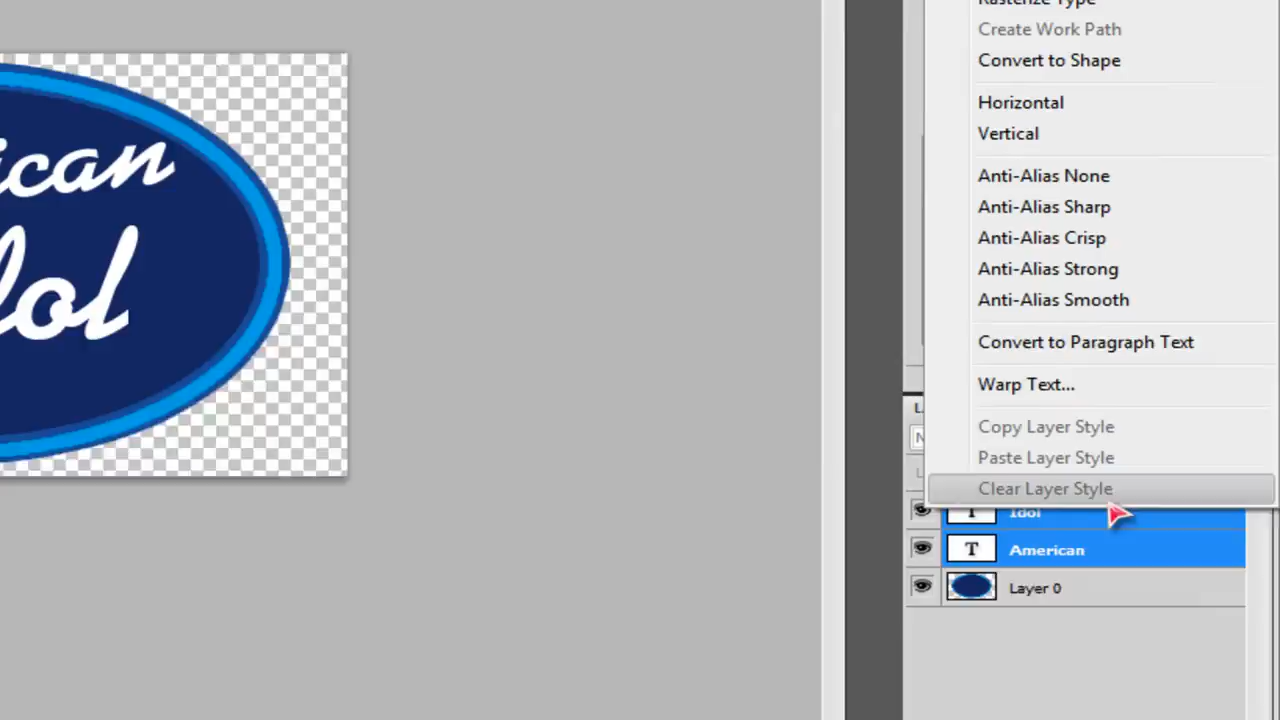 Rasterize Type
Create Work Path
Convert to Shape
Horizontal
Vertical
Anti-Alias None
Anti-Alias Sharp
Anti-Alias Crisp
Anti-Alias Strong
Anti-Alias Smooth
Convert to Paragraph Text
Warp Text...
Copy Layer Style
Paste Layer Style
Clear Layer Style
ican
dol
T Idol
T American
Layer 0